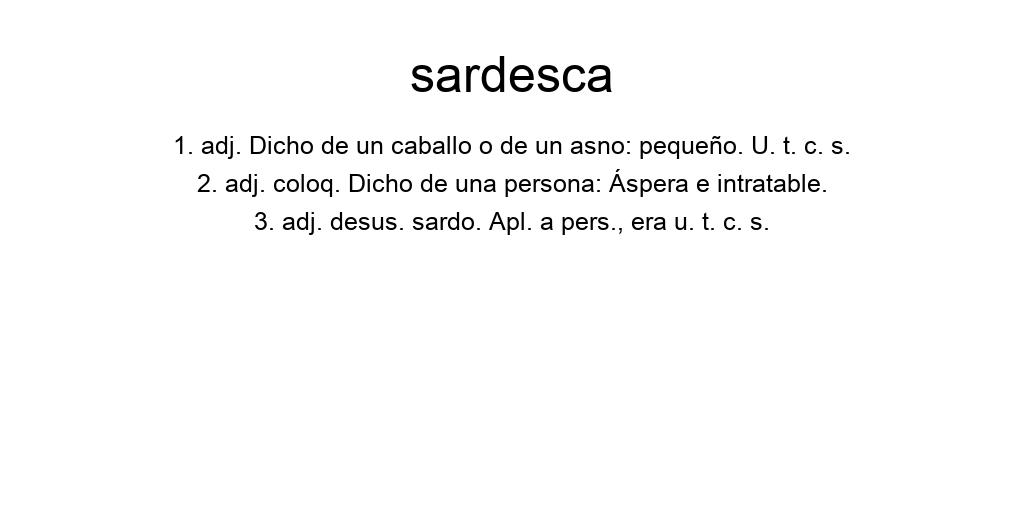 sardesca
1. adj. Dicho de un caballo o de un asno: pequeño. U. t. c. s.
2. adj. coloq. Dicho de una persona: Áspera e intratable.
3. adj. desus. sardo. Apl. a pers., era u. t. c. s.